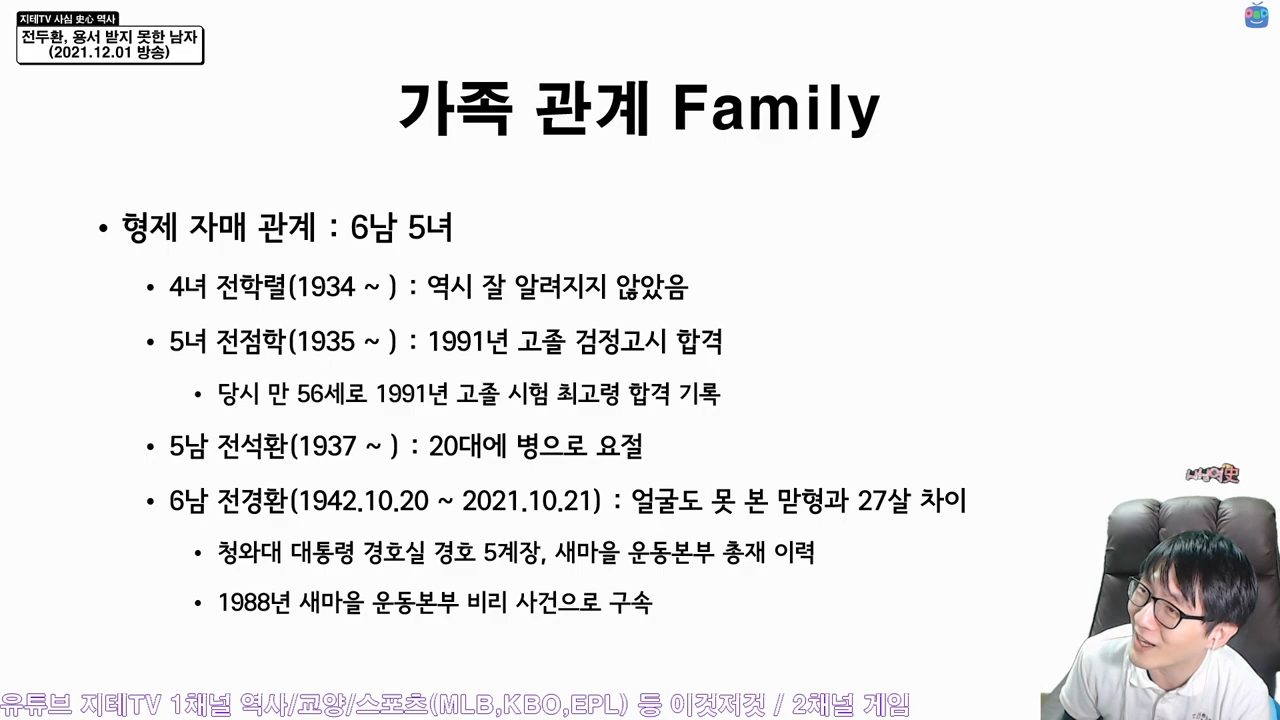 지테TV 사심 史心 역사
전두환, 용서 받지 못한 남자
(2021.12.01 방송)
가족 관계 Family
• 형제 자매 관계 : 6남 5녀
• 4녀 전학렬(1934 ~ ) : 역시 잘 알려지지 않았음
• 5녀 전점학(1935 ~ ) : 1991년 고졸 검정고시 합격
• 당시 만 56세로 1991년 고졸 시험 최고령 합격 기록
• 5남 전석환(1937 ~ ) : 20대에 병으로 요절
• 6남 전경환(1942.10.20 ~ 2021.10.21) : 얼굴도 못 본 맏형과 27살 차이
• 청와대 대통령 경호실 경호 5계장, 새마을 운동본부 총재 이력
• 1988년 새마을 운동본부 비리 사건으로 구속
유튜브 지테TV 1채널 역사/교양/스포츠(MLB,KBO,EPL) 등 이것저것 / 2채널 게임